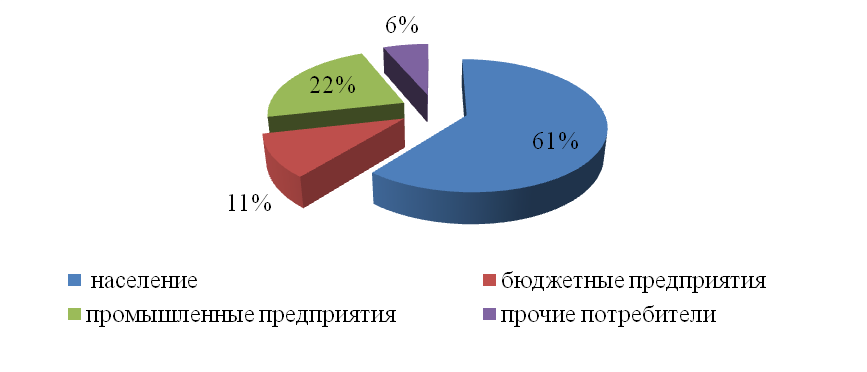 6%
22%
61%
11%
население
бюджетные предприятия
промышленные предприятия
прочие потребители